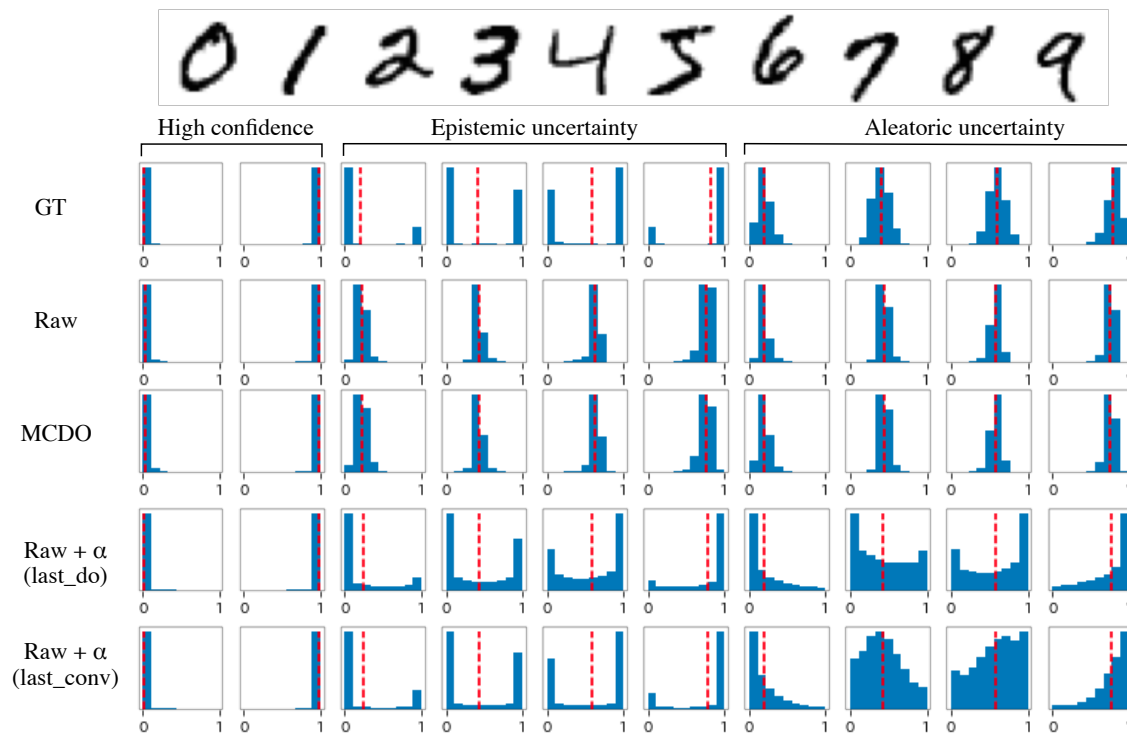 0 1 2 3 4 5 6 7 8 9
High confidence Epistemic uncertainty Aleatoric uncertainty
GT
0 1 0 1 0 1 0 1 0 1 0 1 0 1 0 1 0 1 0 1
Raw
0 1 0 1 0 1 0 1 0 1 0 1 0 1 0 1 0 1 0 1
MCDO
0 1 0 1 0 1 0 1 0 1 0 1 0 1 0 1 0 1 0 1
Raw + α
(last_do)
0 1 0 1 0 1 0 1 0 1 0 1 0 1 0 1 0 1 0 1
Raw + α
(last_conv)
0 1 0 1 0 1 0 1 0 1 0 1 0 1 0 1 0 1 0 1